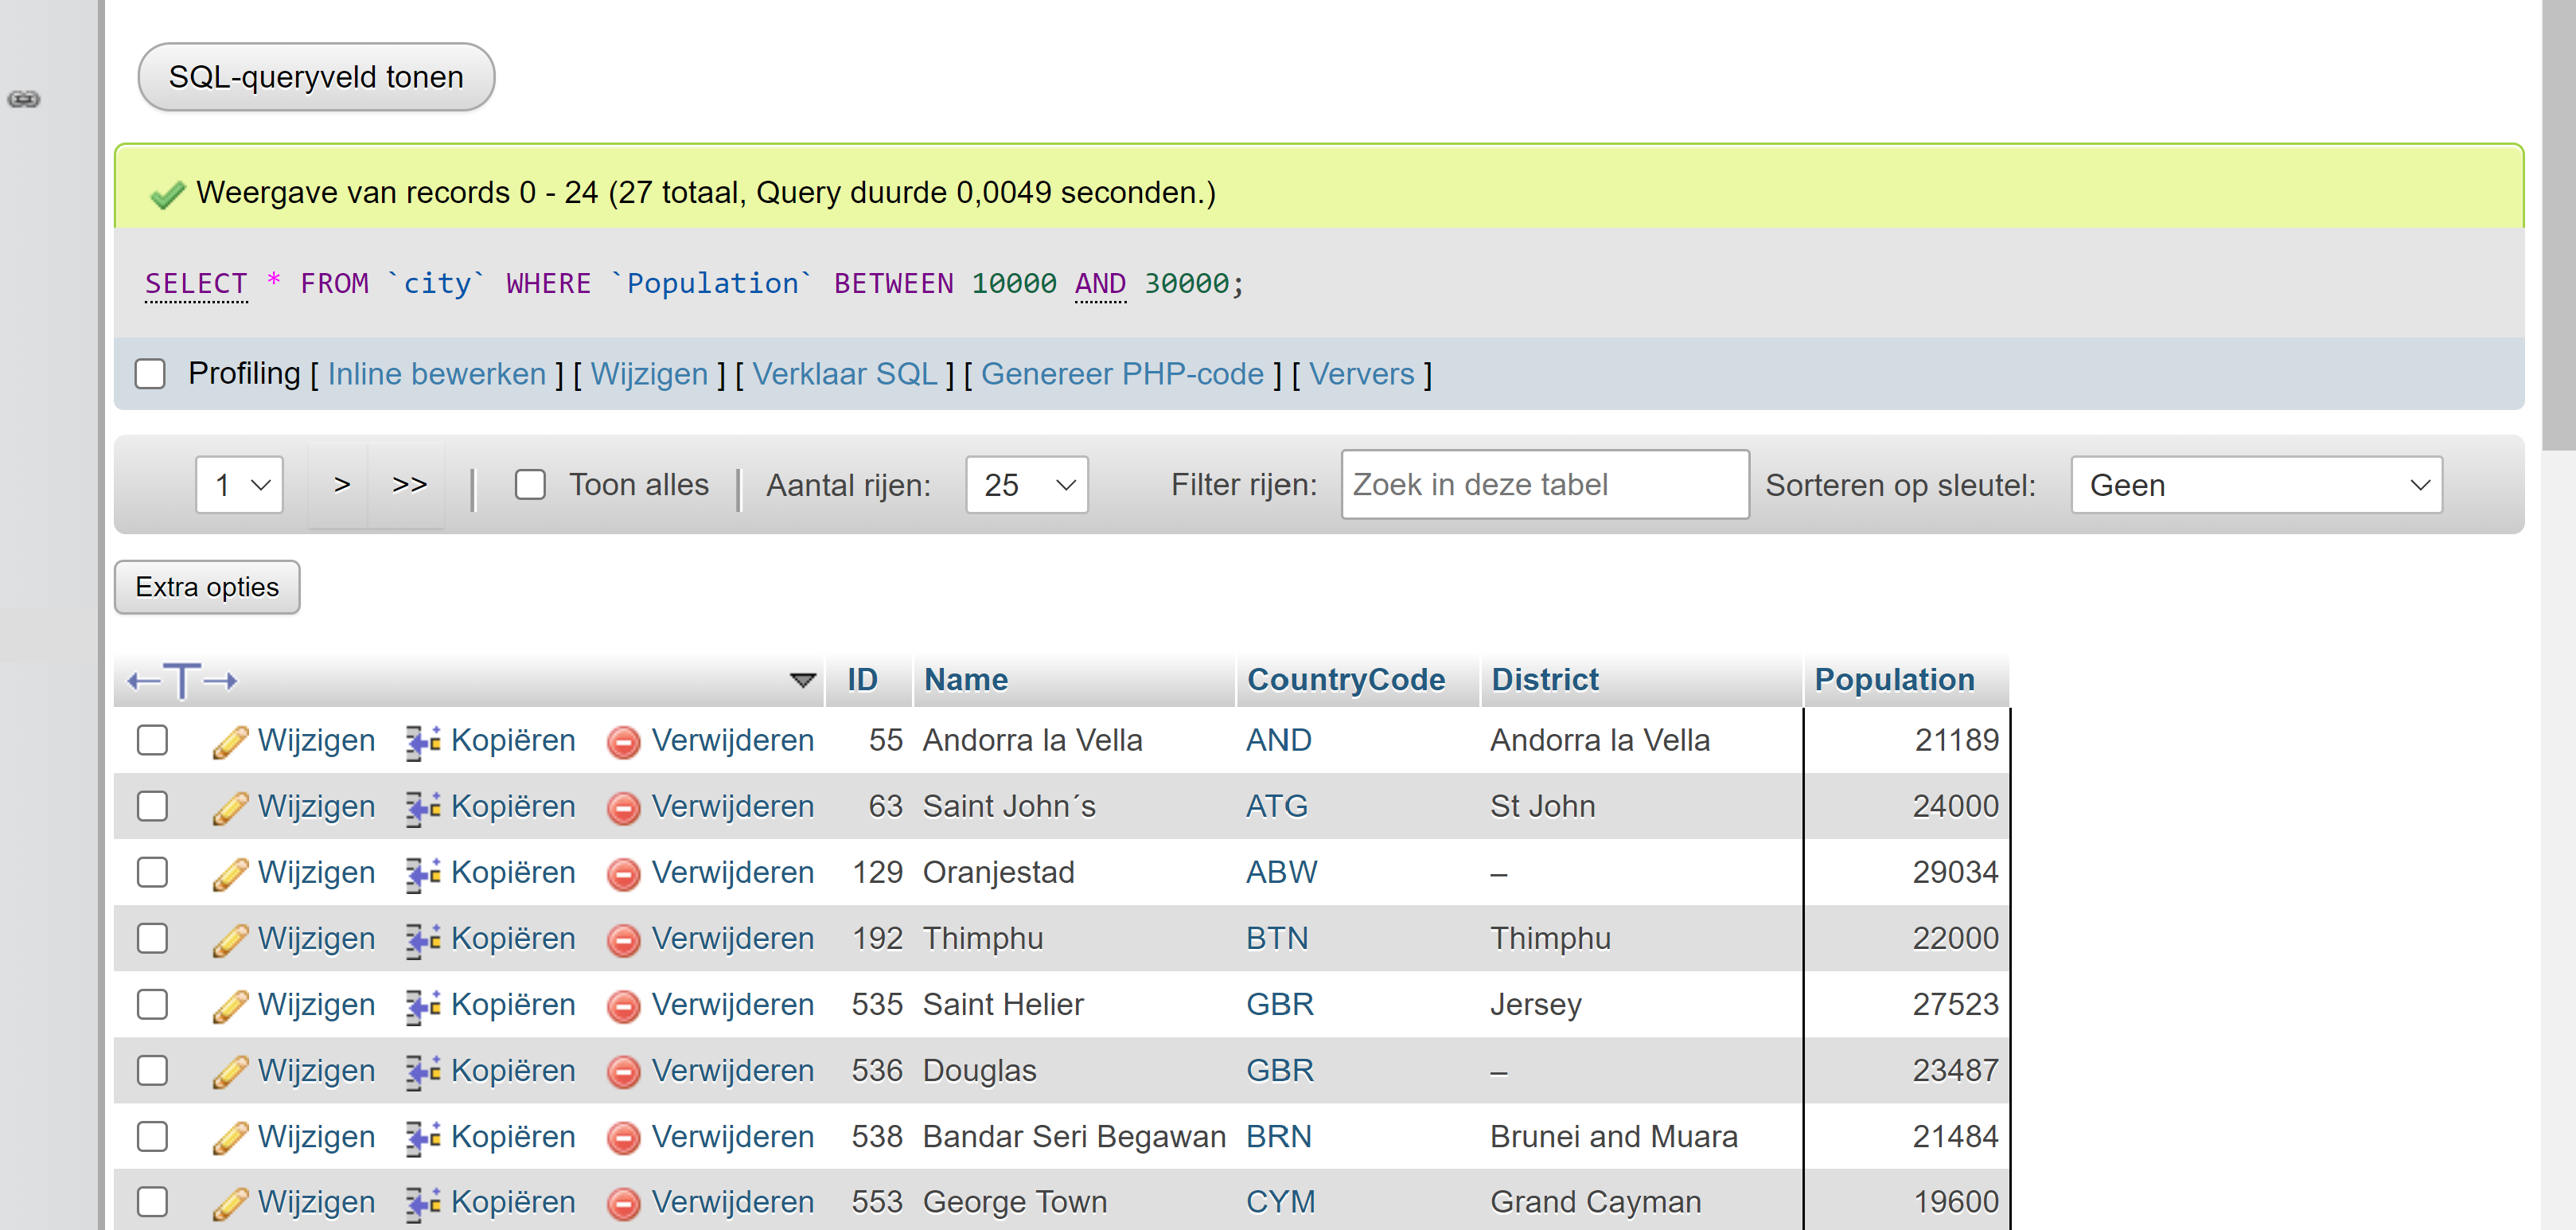 SQL-queryveld tonen
Weergave van records 0 - 24 (27 totaal, Query duurde 0,0049 seconden.)
SELECT * FROM `city` WHERE `Population` BETWEEN 10000 AND 30000;
Profiling [ Inline bewerken ] [ Wijzigen ] [ Verklaar SQL ] [ Genereer PHP-code ] [ Ververs ]
1 > >> | Toon alles | Aantal rijen: 25 Filter rijen: Zoek in deze tabel Sorteren op sleutel: Geen
Extra opties
←T→ ID Name CountryCode District Population
Wijzigen Kopiëren Verwijderen 55 Andorra la Vella AND Andorra la Vella 21189
Wijzigen Kopiëren Verwijderen 63 Saint John´s ATG St John 24000
Wijzigen Kopiëren Verwijderen 129 Oranjestad ABW – 29034
Wijzigen Kopiëren Verwijderen 192 Thimphu BTN Thimphu 22000
Wijzigen Kopiëren Verwijderen 535 Saint Helier GBR Jersey 27523
Wijzigen Kopiëren Verwijderen 536 Douglas GBR – 23487
Wijzigen Kopiëren Verwijderen 538 Bandar Seri Begawan BRN Brunei and Muara 21484
Wijzigen Kopiëren Verwijderen 553 George Town CYM Grand Cayman 19600